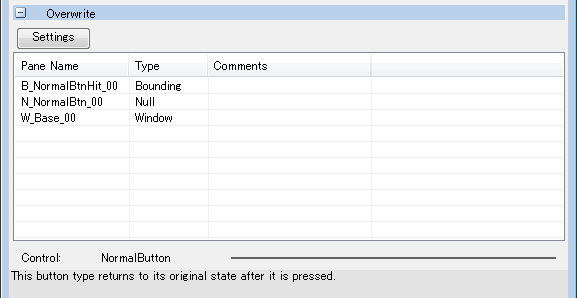 Overwrite
Settings
Pane Name Type Comments
B_NormalBtnHit_00 Bounding
N_NormalBtn_00 Null
W_Base_00 Window
Control: NormalButton
This button type returns to its original state after it is pressed.